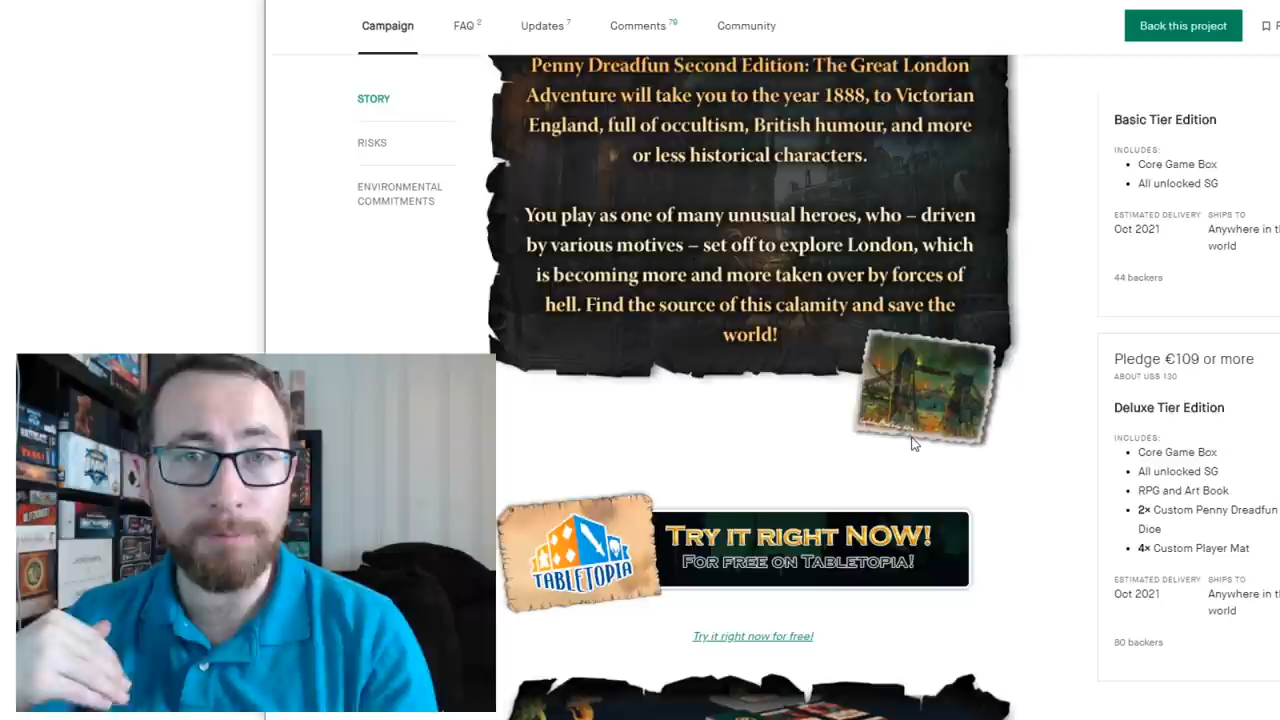 Campaign
FAQ 2
Updates 7
Comments 79
Community
Back this project
STORY
RISKS
ENVIRONMENTAL
COMMITMENTS
Penny Dreadfun Second Edition: The Great London
Adventure will take you to the year 1888, to Victorian
England, full of occultism, British humour, and more
or less historical characters.
You play as one of many unusual heroes, who – driven
by various motives – set off to explore London, which
is becoming more and more taken over by forces of
hell. Find the source of this calamity and save the
world!
TABLETOPIA
TRY IT RIGHT NOW!
FOR FREE ON TABLETOPIA!
Try it right now for free!
Basic Tier Edition
INCLUDES:
• Core Game Box
• All unlocked SG
ESTIMATED DELIVERY SHIPS TO
Oct 2021 Anywhere in
world
44 backers
Pledge €109 or more
ABOUT US$ 130
Deluxe Tier Edition
INCLUDES:
• Core Game Box
• All unlocked SG
• RPG and Art Book
• 2× Custom Penny Dreadfun
Dice
• 4× Custom Player Mat
ESTIMATED DELIVERY SHIPS TO
Oct 2021 Anywhere in
world
80 backers